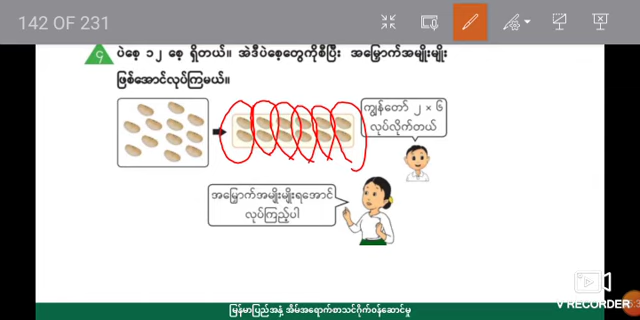 142 OF 231
၄ ပဲစေ့ ၁၂ စေ့ ရှိတယ်။ အဲဒီပဲစေ့တွေကိုစီပြီး အမြှောက်အမျိုးမျိုး
ဖြစ်အောင်လုပ်ကြမယ်။
ကျွန်တော် ၂ × ၆
လုပ်လိုက်တယ်
အမြှောက်အမျိုးမျိုးရအောင်
လုပ်ကြည့်ပါ
V RECORDER
မြန်မာပြည်အနှံ့ အိမ်အရောက်စာသင်ဂိုက်ဝန်ဆောင်မှု